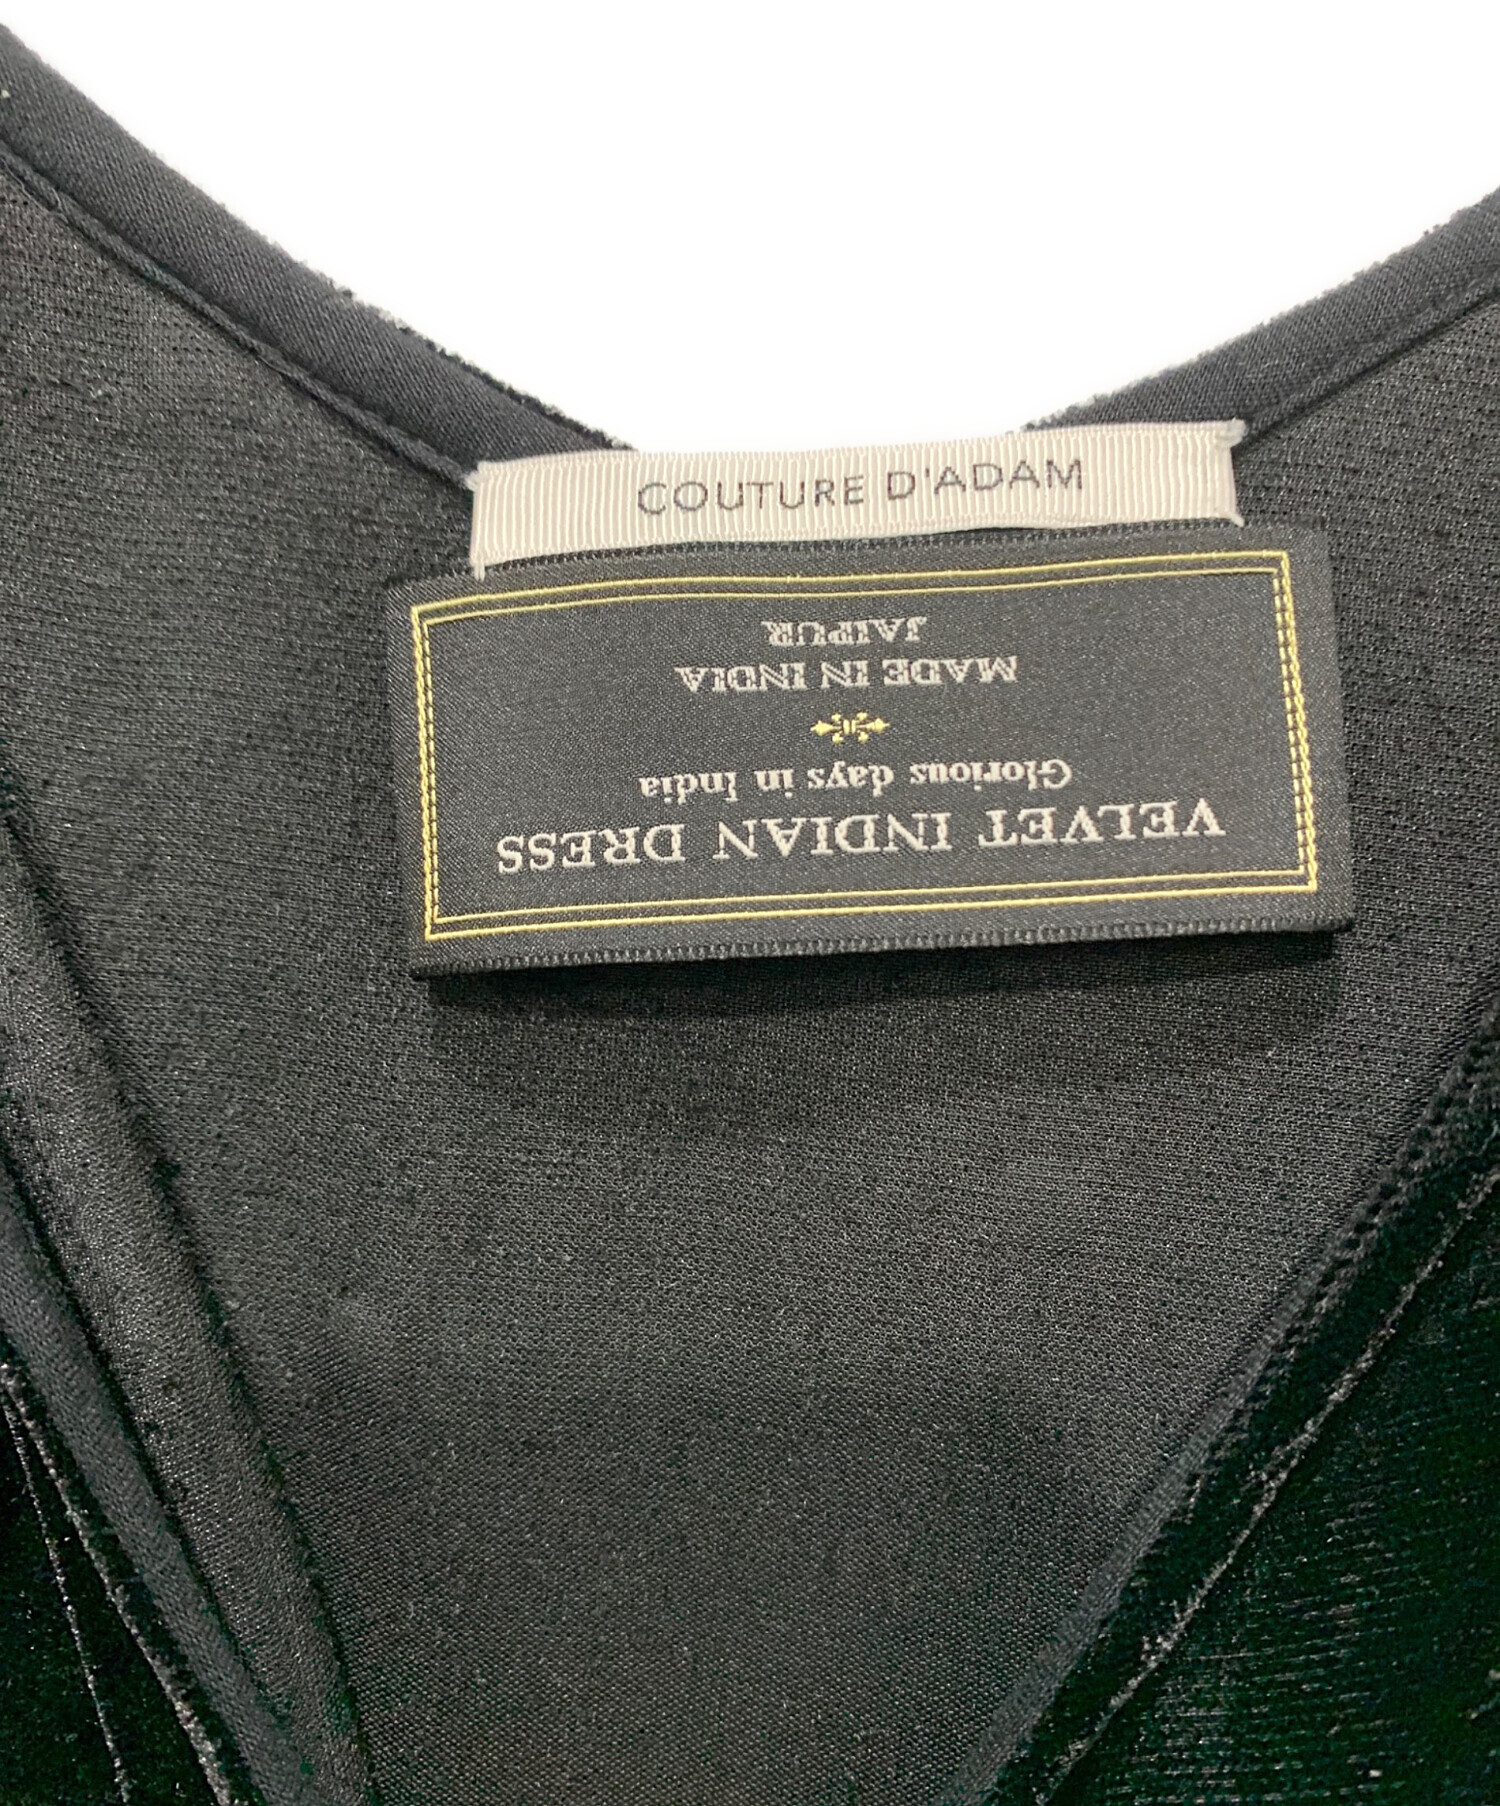 COUTURE D'ADAM
VELVET INDIAN DRESS
Glorious days in India
MADE IN INDIA
JAIPUR